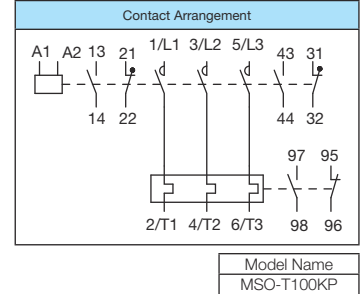 Contact Arrangement
A1 A2 13 21 1/L1 3/L2 5/L3 43 31
14 22 44 32
97 95
2/T1 4/T2 6/T3 98 96
Model Name
MSO-T100KP